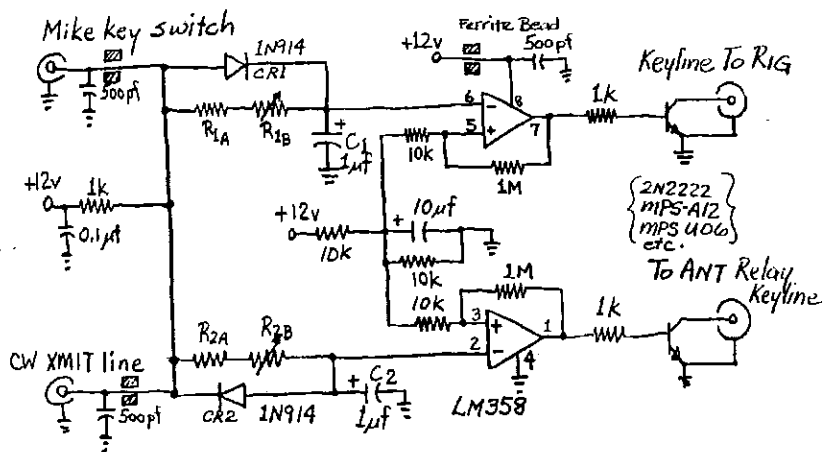 Mike key switch
1N914
CR1
500pf
R1A
R1B
+
C1
1µf
+12v
1k
0.1µf
Ferrite Bead
+12v
500pf
6
-
8
5
+
7
10k
1M
1k
Keyline To RIG
2N2222
MPS-A12
MPS U06
etc.
+12v
10k
+
10µf
10k
10k
1M
3
+
2
-
1
4
LM358
1k
To ANT Relay
Keyline
R2A
R2B
CW XMIT line
500pf
CR2
1N914
+
C2
1µf